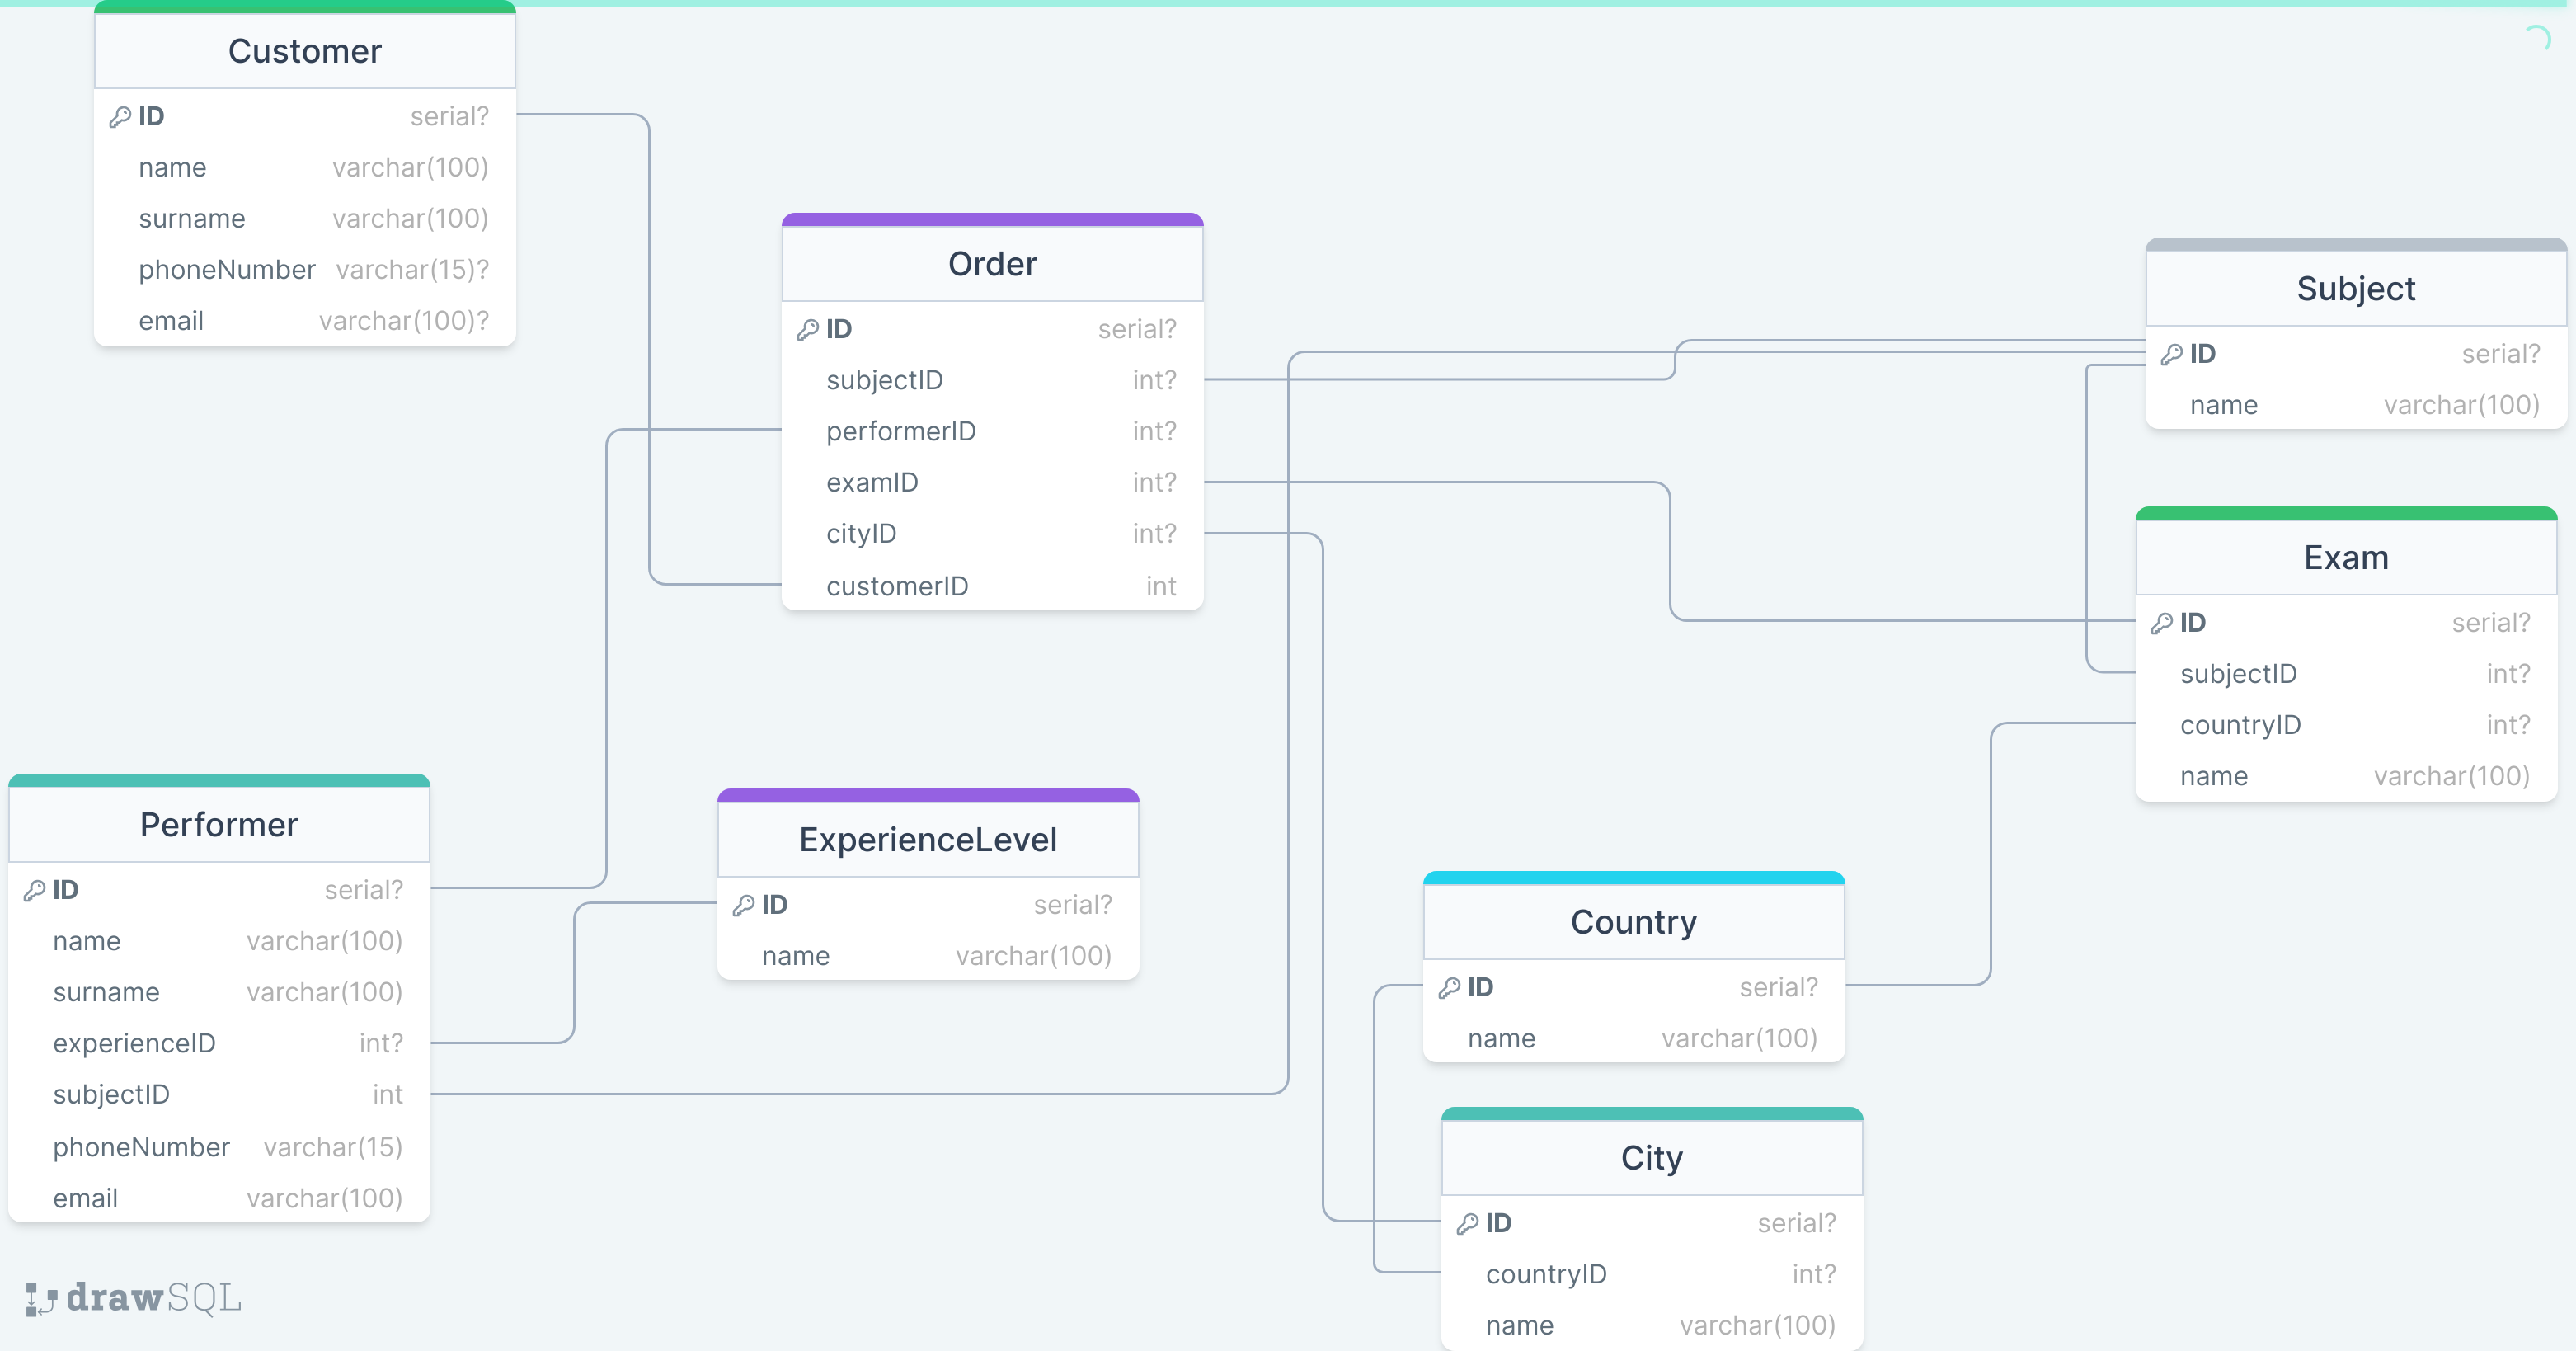 Customer
ID serial?
name varchar(100)
surname varchar(100)
phoneNumber varchar(15)?
email varchar(100)?
Order
ID serial?
subjectID int?
performerID int?
examID int?
cityID int?
customerID int
Subject
ID serial?
name varchar(100)
Exam
ID serial?
subjectID int?
countryID int?
name varchar(100)
Performer
ID serial?
name varchar(100)
surname varchar(100)
experienceID int?
subjectID int
phoneNumber varchar(15)
email varchar(100)
ExperienceLevel
ID serial?
name varchar(100)
Country
ID serial?
name varchar(100)
City
ID serial?
countryID int?
name varchar(100)
drawSQL